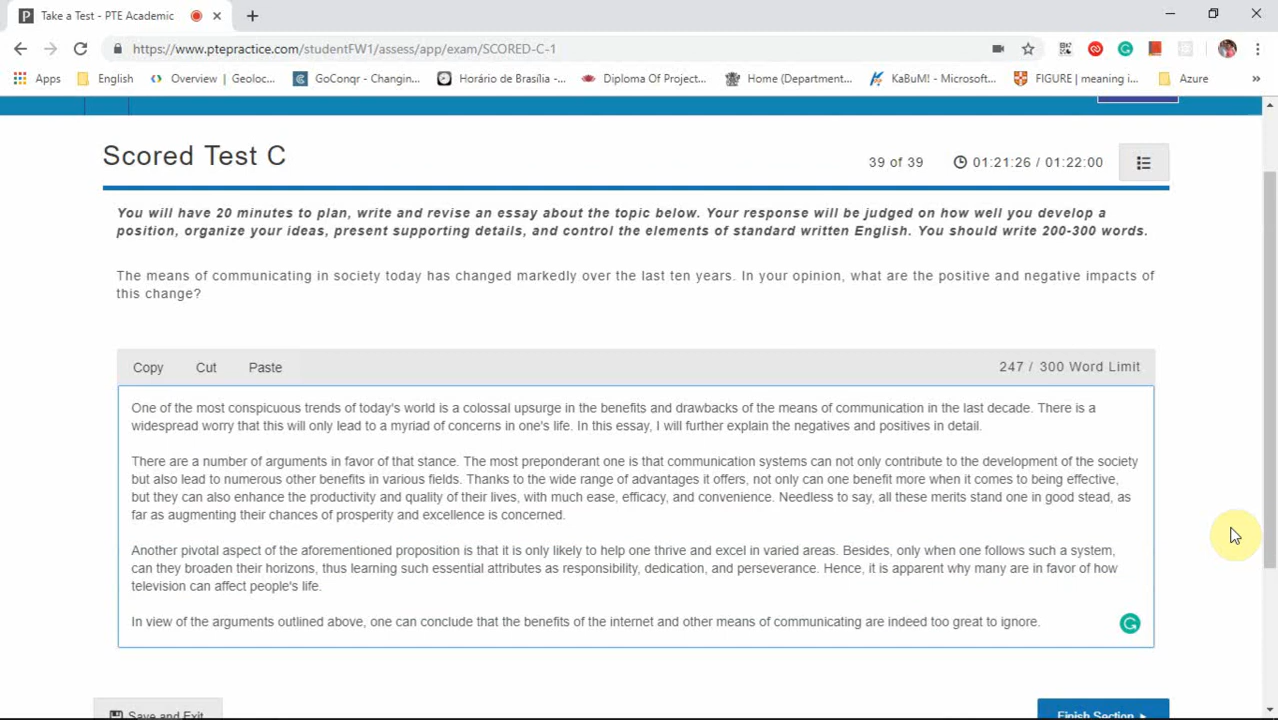 Take a Test - PTE Academic
https://www.ptepractice.com/studentFW1/assess/app/exam/SCORED-C-1
Apps English Overview | Geoloc... GoConqr - Changin... Horário de Brasília -... Diploma Of Project... Home (Department... KaBuM! - Microsoft... FIGURE | meaning i... Azure »
Scored Test C
39 of 39 01:21:26 / 01:22:00
You will have 20 minutes to plan, write and revise an essay about the topic below. Your response will be judged on how well you develop a
position, organize your ideas, present supporting details, and control the elements of standard written English. You should write 200-300 words.
The means of communicating in society today has changed markedly over the last ten years. In your opinion, what are the positive and negative impacts of
this change?
Copy Cut Paste 247 / 300 Word Limit
One of the most conspicuous trends of today's world is a colossal upsurge in the benefits and drawbacks of the means of communication in the last decade. There is a
widespread worry that this will only lead to a myriad of concerns in one's life. In this essay, I will further explain the negatives and positives in detail.
There are a number of arguments in favor of that stance. The most preponderant one is that communication systems can not only contribute to the development of the society
but also lead to numerous other benefits in various fields. Thanks to the wide range of advantages it offers, not only can one benefit more when it comes to being effective,
but they can also enhance the productivity and quality of their lives, with much ease, efficacy, and convenience. Needless to say, all these merits stand one in good stead, as
far as augmenting their chances of prosperity and excellence is concerned.
Another pivotal aspect of the aforementioned proposition is that it is only likely to help one thrive and excel in varied areas. Besides, only when one follows such a system,
can they broaden their horizons, thus learning such essential attributes as responsibility, dedication, and perseverance. Hence, it is apparent why many are in favor of how
television can affect people's life.
In view of the arguments outlined above, one can conclude that the benefits of the internet and other means of communicating are indeed too great to ignore.
Save and Exit Finish Section